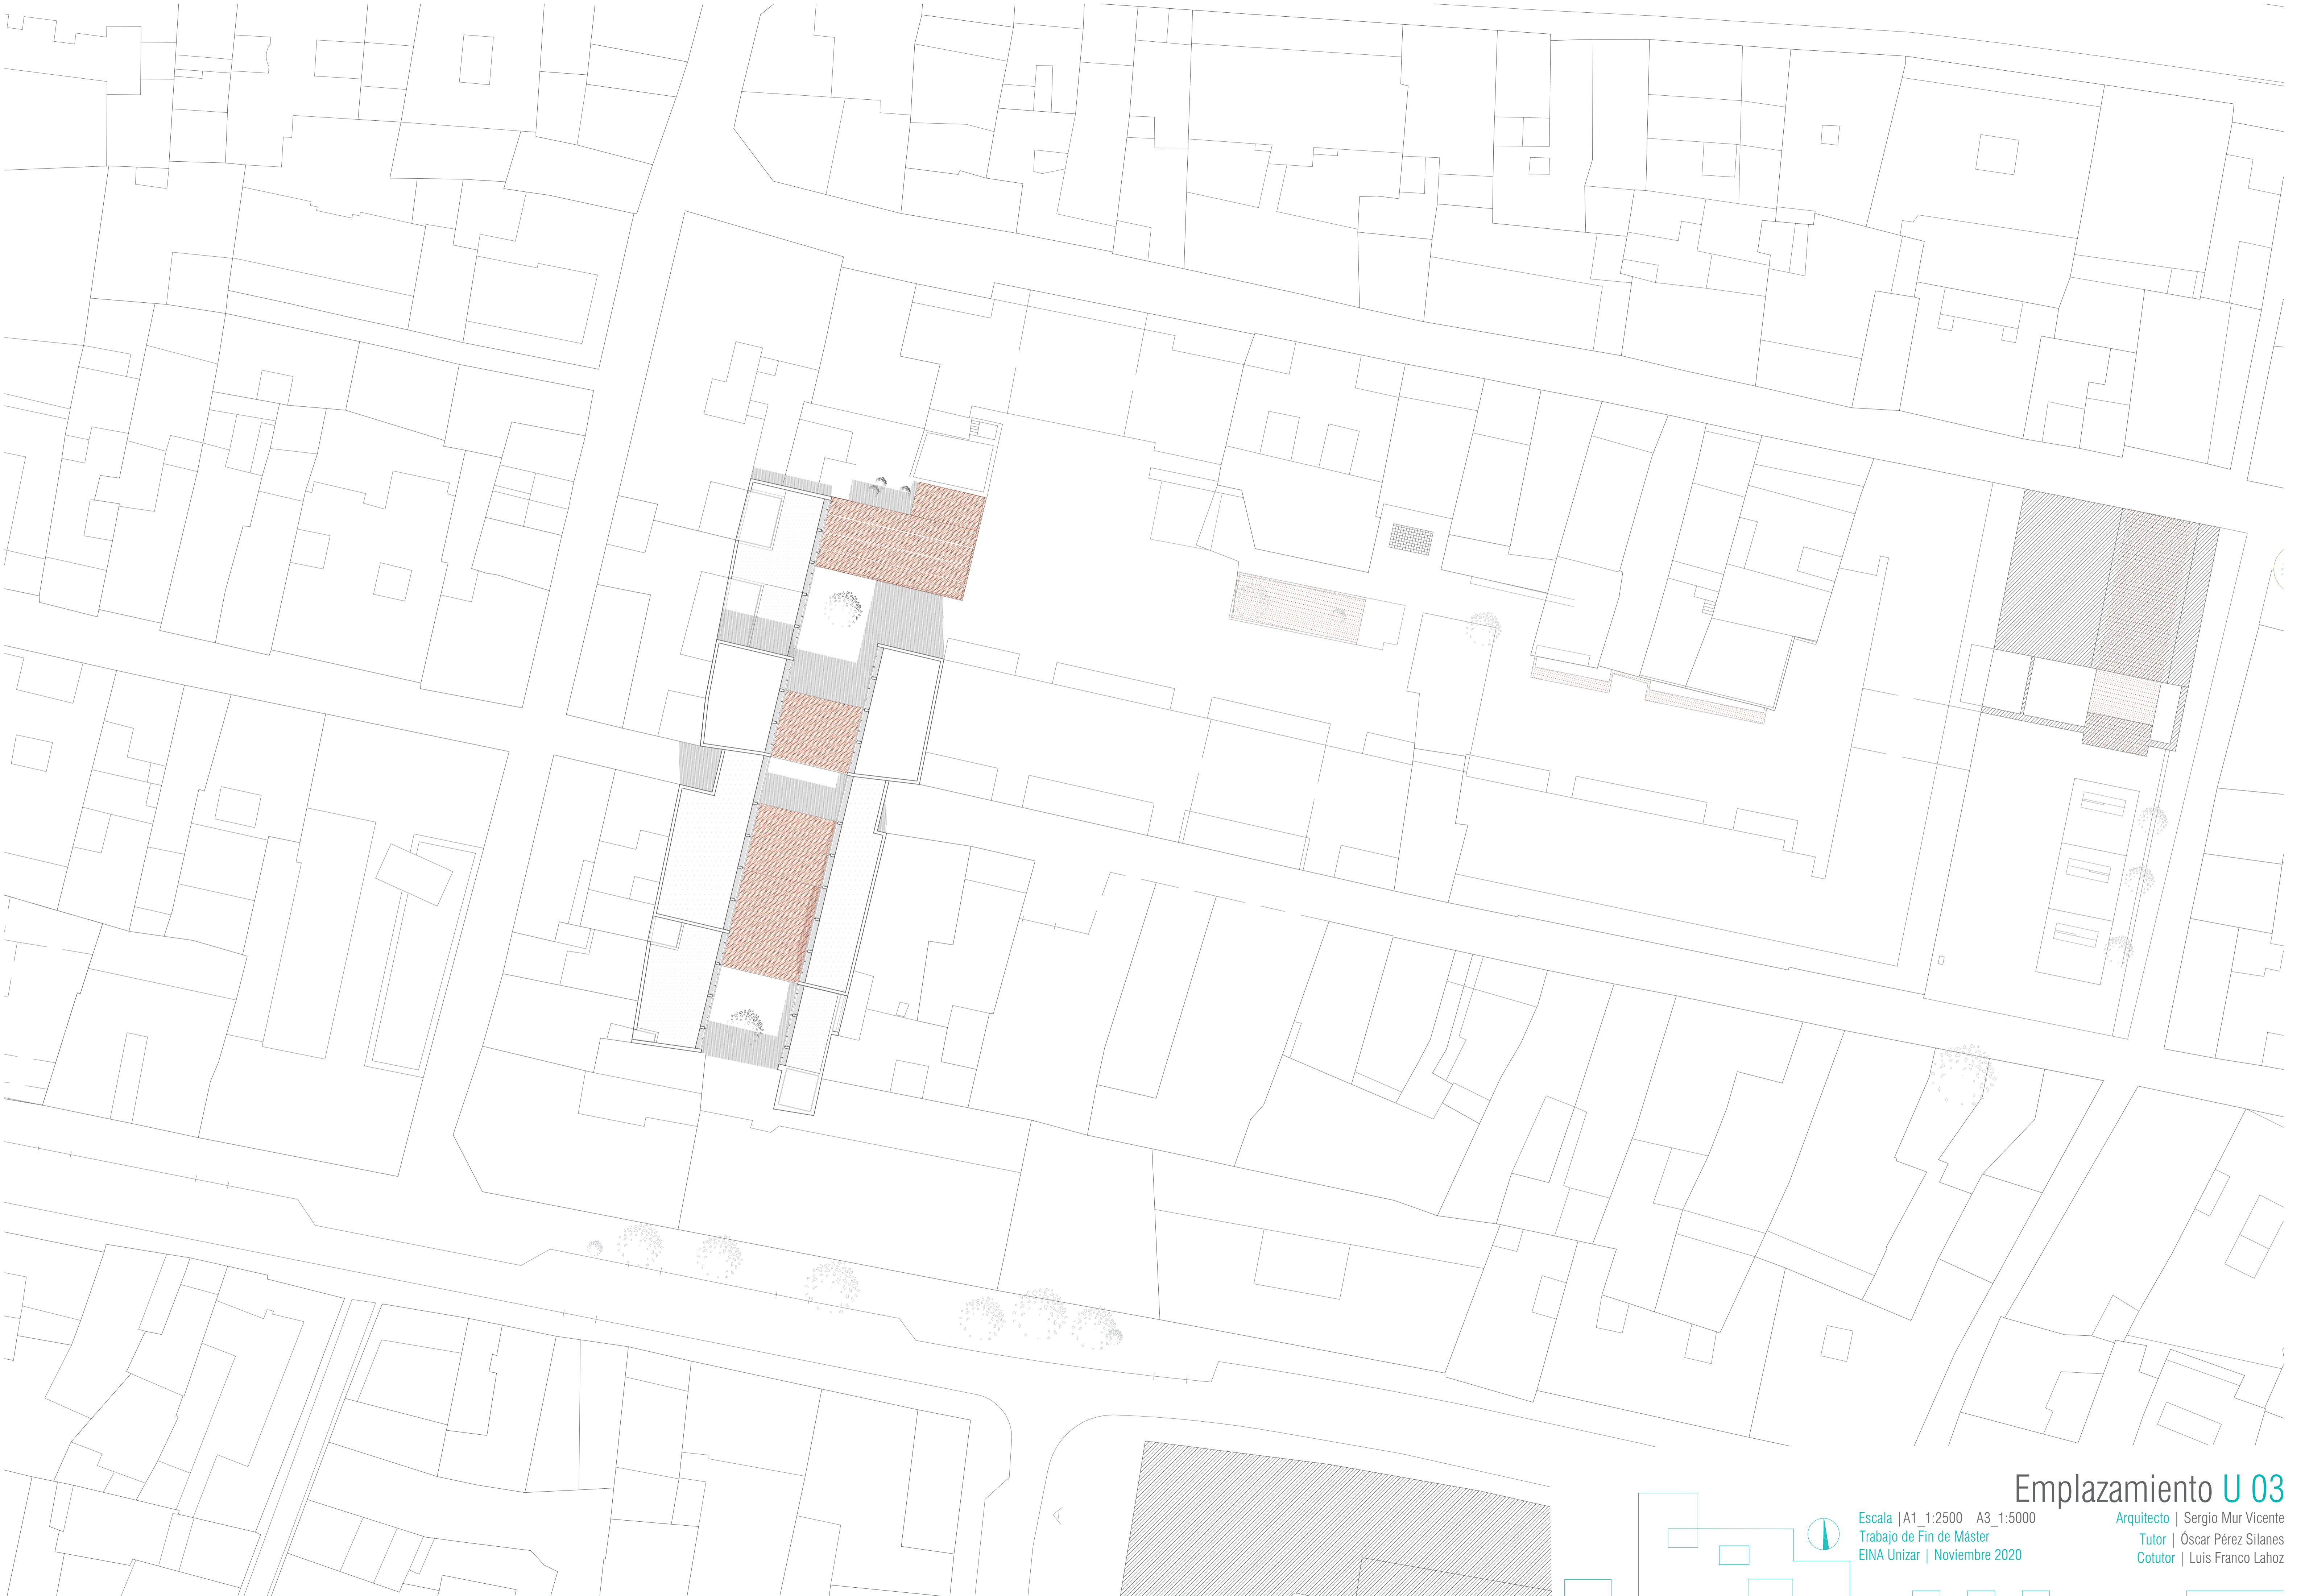 Emplazamiento U 03
Escala | A1_1:2500 A3_1:5000
Trabajo de Fin de Máster
EINA Unizar | Noviembre 2020
Arquitecto | Sergio Mur Vicente
Tutor | Óscar Pérez Silanes
Cotutor | Luis Franco Lahoz